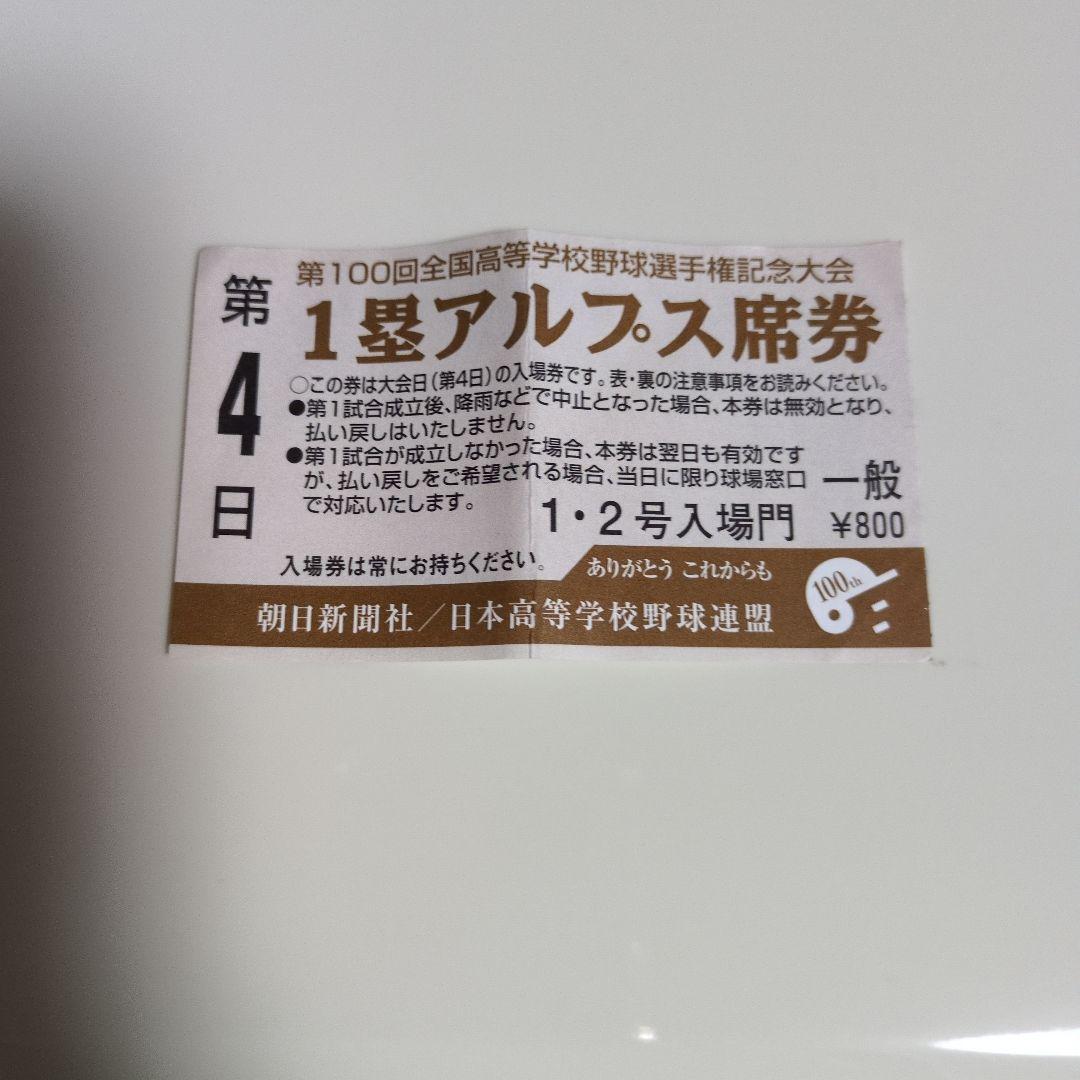 第4日
第100回全国高等学校野球選手権記念大会
1塁アルプス席券
○この券は大会日(第4日)の入場券です。表・裏の注意事項をお読みください。
●第1試合成立後、降雨などで中止となった場合、本券は無効となり、
払い戻しはいたしません。
●第1試合が成立しなかった場合、本券は翌日も有効です
が、払い戻しをご希望される場合、当日に限り球場窓口
で対応いたします。
一般
¥800
1・2号入場門
入場券は常にお持ちください。
ありがとう これからも
朝日新聞社/日本高等学校野球連盟
100th